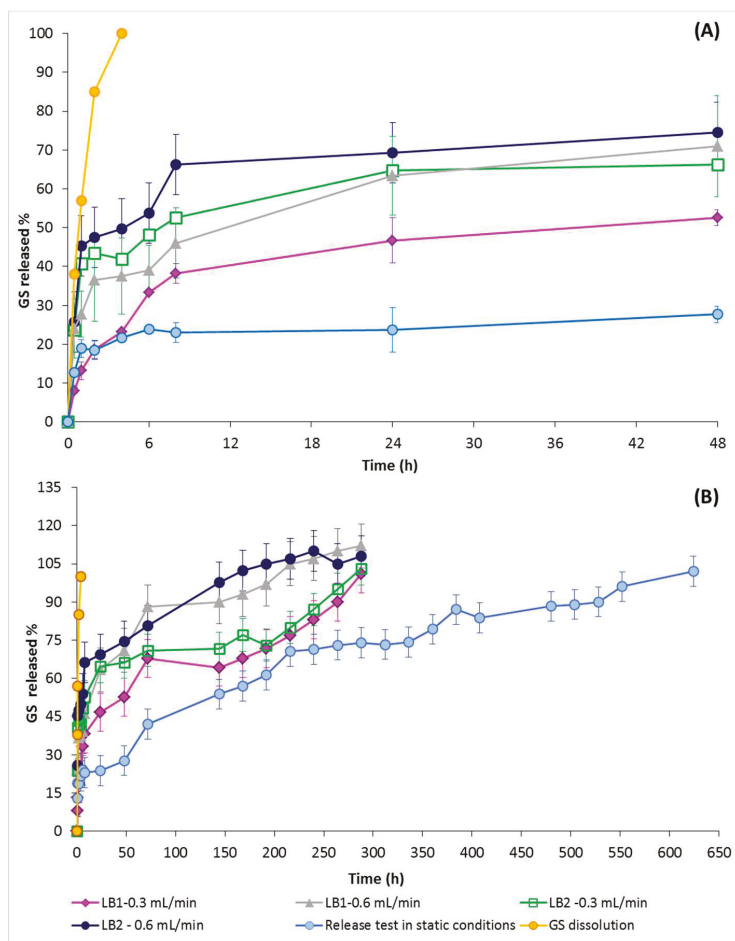 (A)
100
90
80
70
60
50
40
30
20
10
0
GS released %
0 6 12 18 24 30 36 42 48
Time (h)
(B)
135
120
105
90
75
60
45
30
15
0
GS released %
0 50 100 150 200 250 300 350 400 450 500 550 600 650
Time (h)
LB1-0.3 mL/min LB1-0.6 mL/min LB2 -0.3 mL/min
LB2 - 0.6 mL/min Release test in static conditions GS dissolution